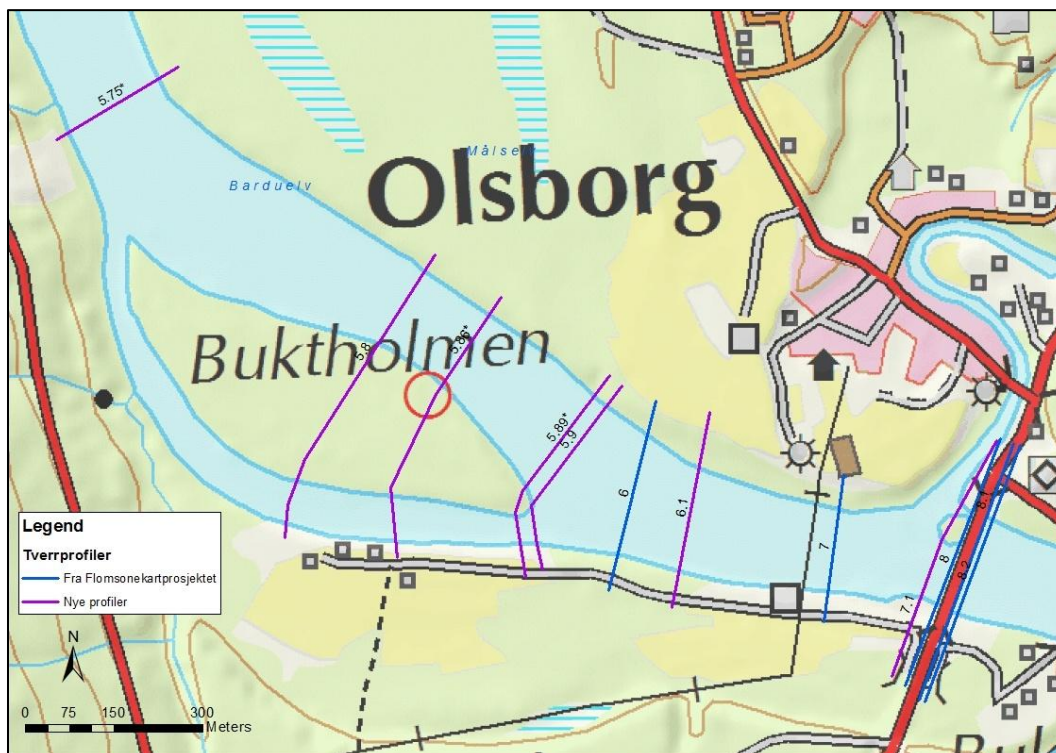 5.75*
Målselv
Barduelv
Olsborg
Buktholmen
5.8
5.86*
5.89*
5.9
6
6.1
7
7.1
8
8.1
8.2
Legend
Tverrprofiler
Fra Flomsonekartprosjektet
Nye profiler
N
0 75 150 300
Meters